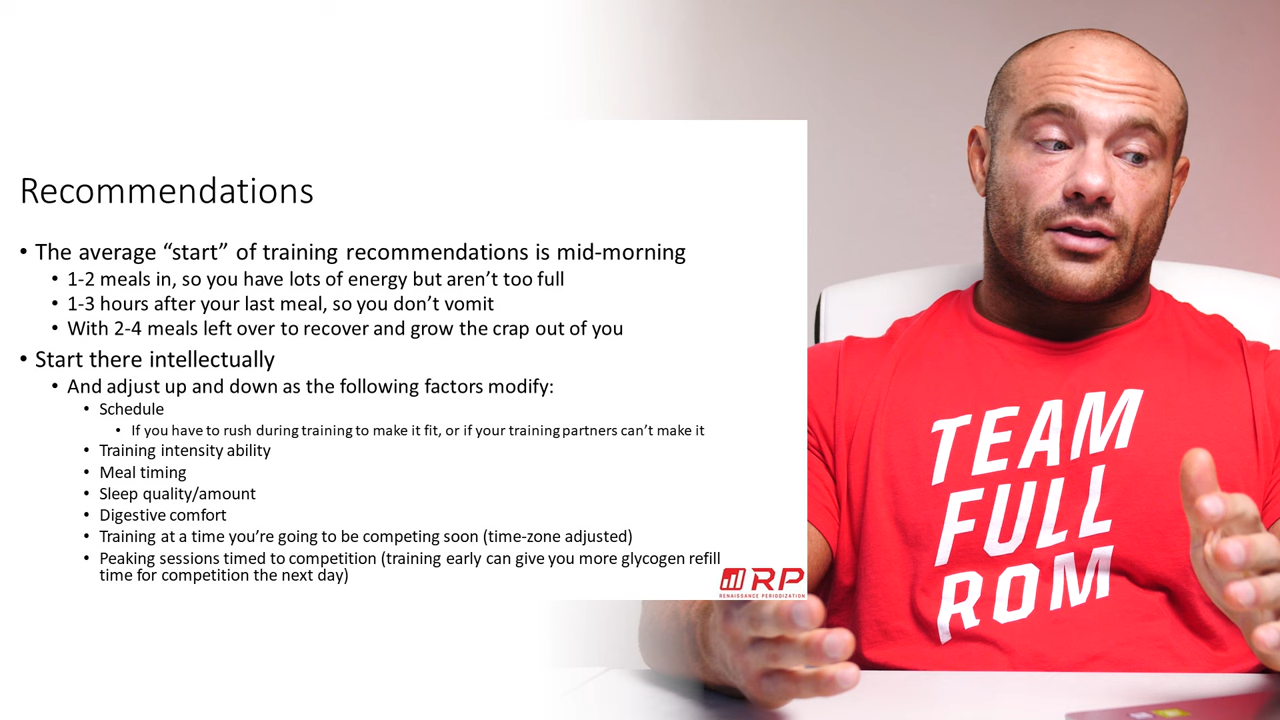 Recommendations
• The average “start” of training recommendations is mid-morning
• 1-2 meals in, so you have lots of energy but aren’t too full
• 1-3 hours after your last meal, so you don’t vomit
• With 2-4 meals left over to recover and grow the crap out of you
• Start there intellectually
• And adjust up and down as the following factors modify:
• Schedule
• If you have to rush during training to make it fit, or if your training partners can’t make it
• Training intensity ability
• Meal timing
• Sleep quality/amount
• Digestive comfort
• Training at a time you’re going to be competing soon (time-zone adjusted)
• Peaking sessions timed to competition (training early can give you more glycogen refill
time for competition the next day)
RP
RENAISSANCE PERIODIZATION
TEAM
FULL
ROM